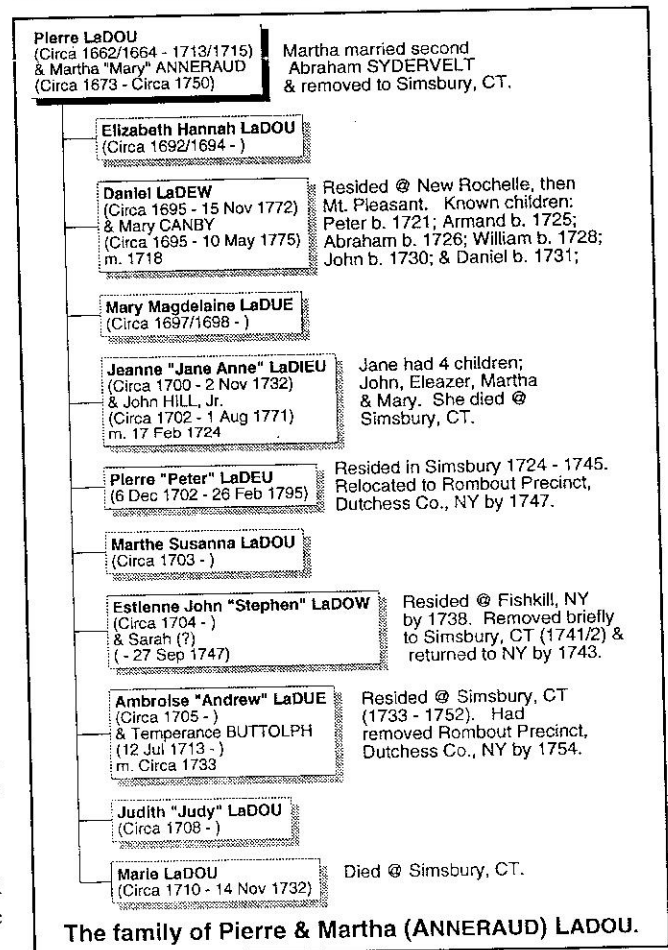 Pierre LaDOU
(Circa 1662/1664 - 1713/1715)
& Martha "Mary" ANNERAUD
(Circa 1673 - Circa 1750)
Martha married second
Abraham SYDERVELT
& removed to Simsbury, CT.
Elizabeth Hannah LaDOU
(Circa 1692/1694 - )
Daniel LaDEW
(Circa 1695 - 15 Nov 1772)
& Mary CANBY
(Circa 1695 - 10 May 1775)
m. 1718
Resided @ New Rochelle, then
Mt. Pleasant. Known children:
Peter b. 1721; Armand b. 1725;
Abraham b. 1726; William b. 1728;
John b. 1730; & Daniel b. 1731;
Mary Magdelaine LaDUE
(Circa 1697/1698 - )
Jeanne "Jane Anne" LaDIEU
(Circa 1700 - 2 Nov 1732)
& John HILL, Jr.
(Circa 1702 - 1 Aug 1771)
m. 17 Feb 1724
Jane had 4 children;
John, Eleazer, Martha
& Mary. She died @
Simsbury, CT.
Pierre "Peter" LaDEU
(6 Dec 1702 - 26 Feb 1795)
Resided in Simsbury 1724 - 1745.
Relocated to Rombout Precinct,
Dutchess Co., NY by 1747.
Marthe Susanna LaDOU
(Circa 1703 - )
Estienne John "Stephen" LaDOW
(Circa 1704 - )
& Sarah (?)
( - 27 Sep 1747)
Resided @ Fishkill, NY
by 1738. Removed briefly
to Simsbury, CT (1741/2) &
returned to NY by 1743.
Ambroise "Andrew" LaDUE
(Circa 1705 - )
& Temperance BUTTOLPH
(12 Jul 1713 - )
m. Circa 1733
Resided @ Simsbury, CT
(1733 - 1752). Had
removed Rombout Precinct,
Dutchess Co., NY by 1754.
Judith "Judy" LaDOU
(Circa 1708 - )
Marie LaDOU
(Circa 1710 - 14 Nov 1732)
Died @ Simsbury, CT.
The family of Pierre & Martha (ANNERAUD) LADOU.